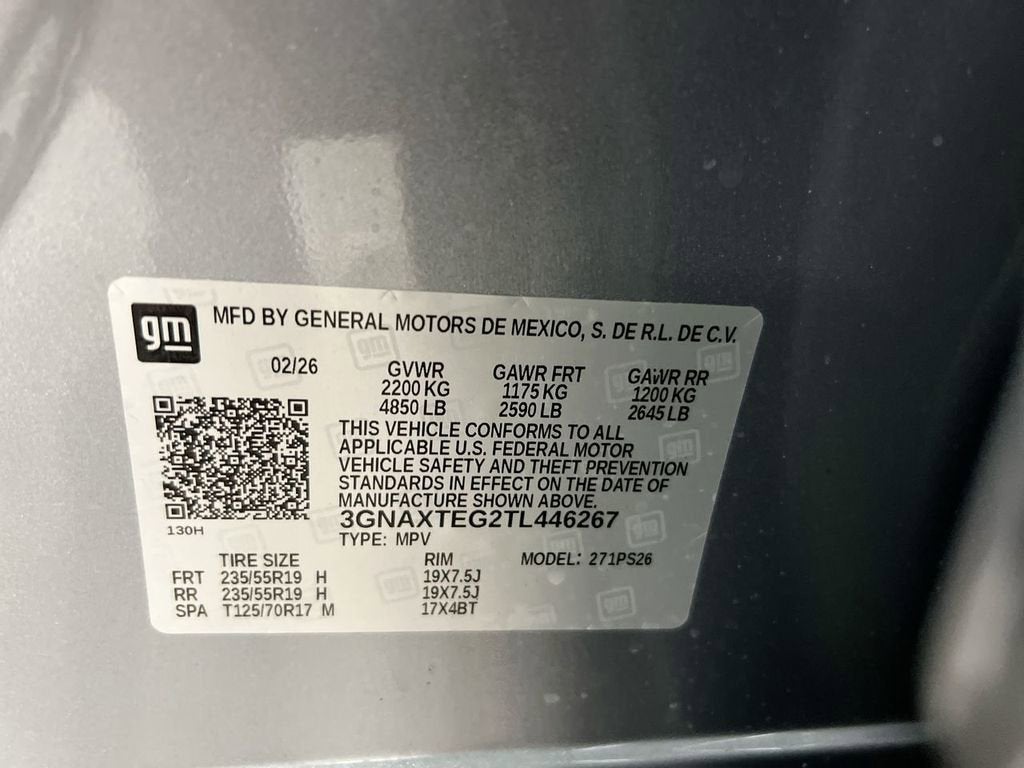 gm MFD BY GENERAL MOTORS DE MEXICO, S. DE R.L. DE C.V.
02/26 GVWR GAWR FRT GAWR RR
2200 KG 1175 KG 1200 KG
4850 LB 2590 LB 2645 LB
THIS VEHICLE CONFORMS TO ALL
APPLICABLE U.S. FEDERAL MOTOR
VEHICLE SAFETY AND THEFT PREVENTION
STANDARDS IN EFFECT ON THE DATE OF
MANUFACTURE SHOWN ABOVE.
3GNAXTEG2TL446267
130H
TYPE: MPV
TIRE SIZE RIM MODEL: 271PS26
FRT 235/55R19 H 19X7.5J
RR 235/55R19 H 19X7.5J
SPA T125/70R17 M 17X4BT